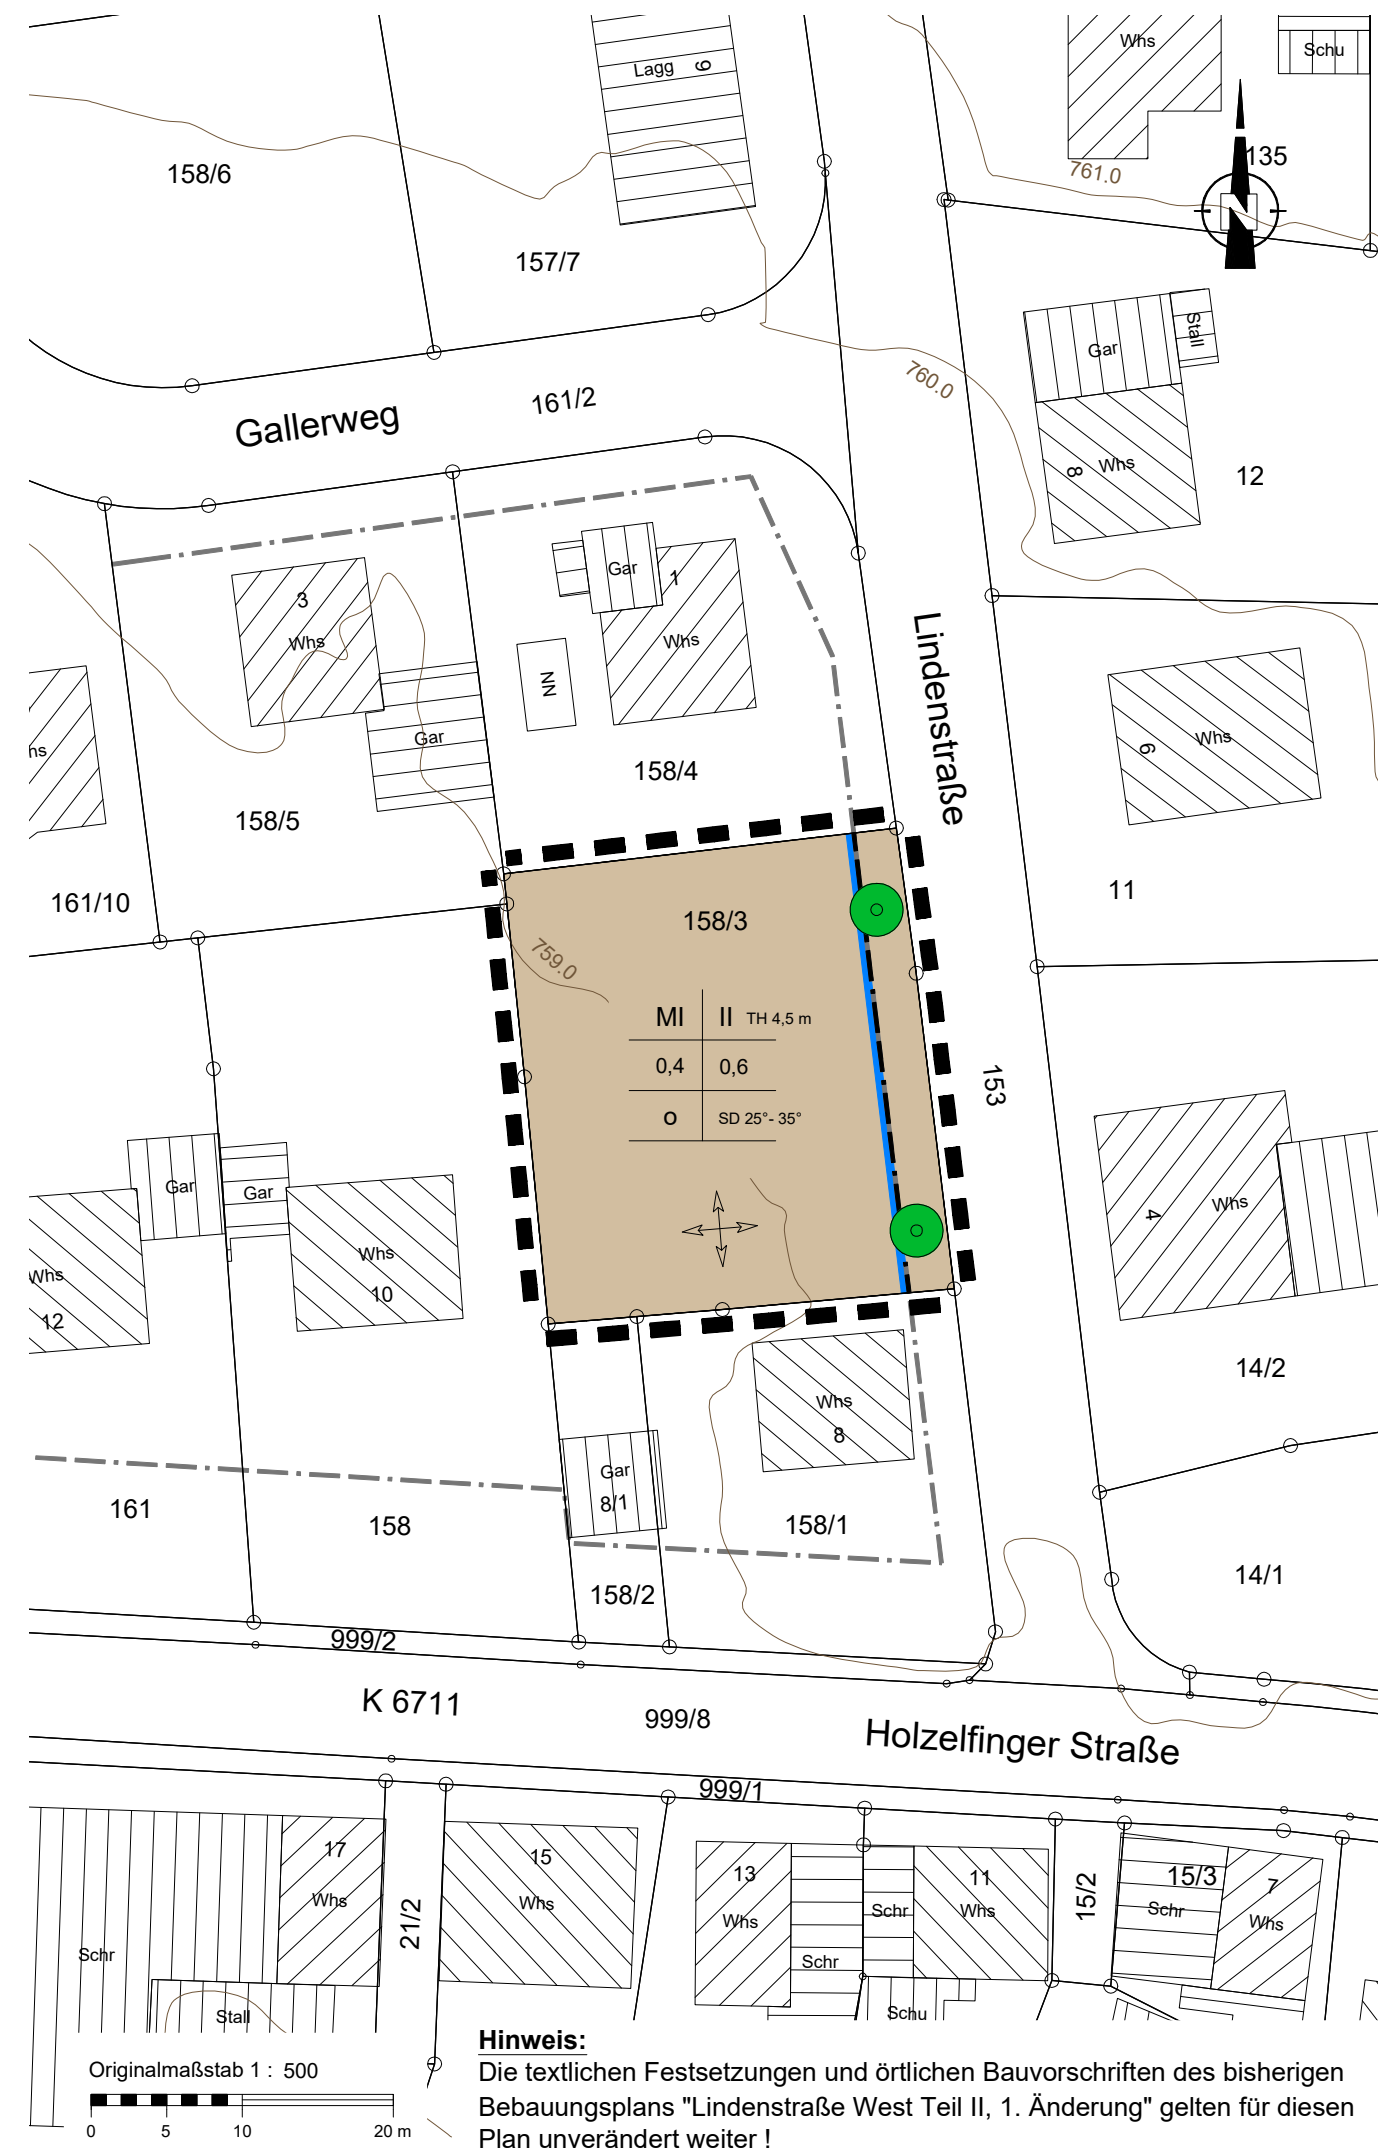 Whs
Schu
Lagg 9
135
158/6
761.0
157/7
Stall
Gar
760.0
161/2
Gallerweg
Whs
8
12
Gar
1
3
Whs
Whs
Lindenstraße
NN
Whs
6
hs
Gar
158/4
158/5
11
161/10
158/3
759.0
MI II TH 4,5 m
0,4 0,6
o SD 25°- 35°
153
Gar
Gar
Whs
4
Whs
10
Whs
12
14/2
Whs
8
Gar
8/1
161
158
158/1
14/1
158/2
999/2
K 6711
999/8
Holzelfinger Straße
999/1
17
Whs
15
Whs
13
Whs
11
Whs
15/2
15/3
7
Schr
Whs
21/2
Schr
Schr
Schr
Stall
Schu
Hinweis:
Originalmaßstab 1 : 500
0 5 10 20 m
Die textlichen Festsetzungen und örtlichen Bauvorschriften des bisherigen
Bebauungsplans "Lindenstraße West Teil II, 1. Änderung" gelten für diesen
Plan unverändert weiter !